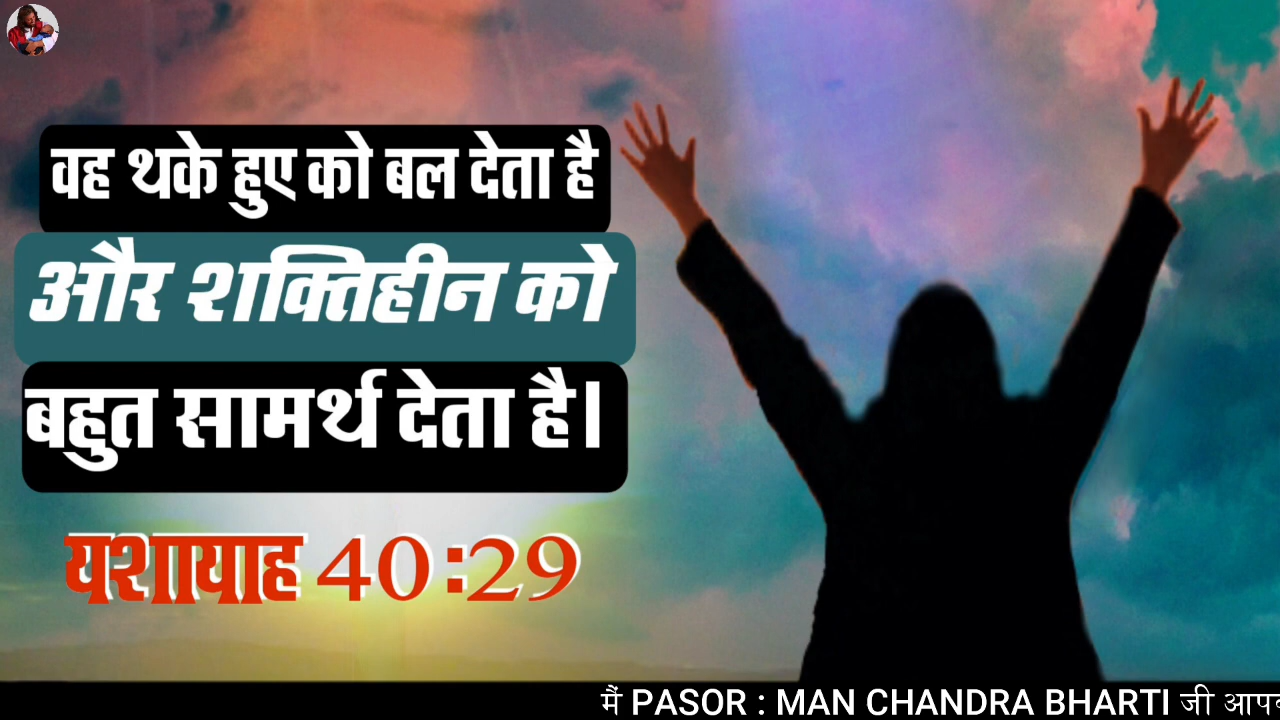 वह थके हुए को बल देता है
और शक्तिहीन को
बहुत सामर्थ देता है।
यशायाह 40:29
मैं PASOR : MAN CHANDRA BHARTI जी